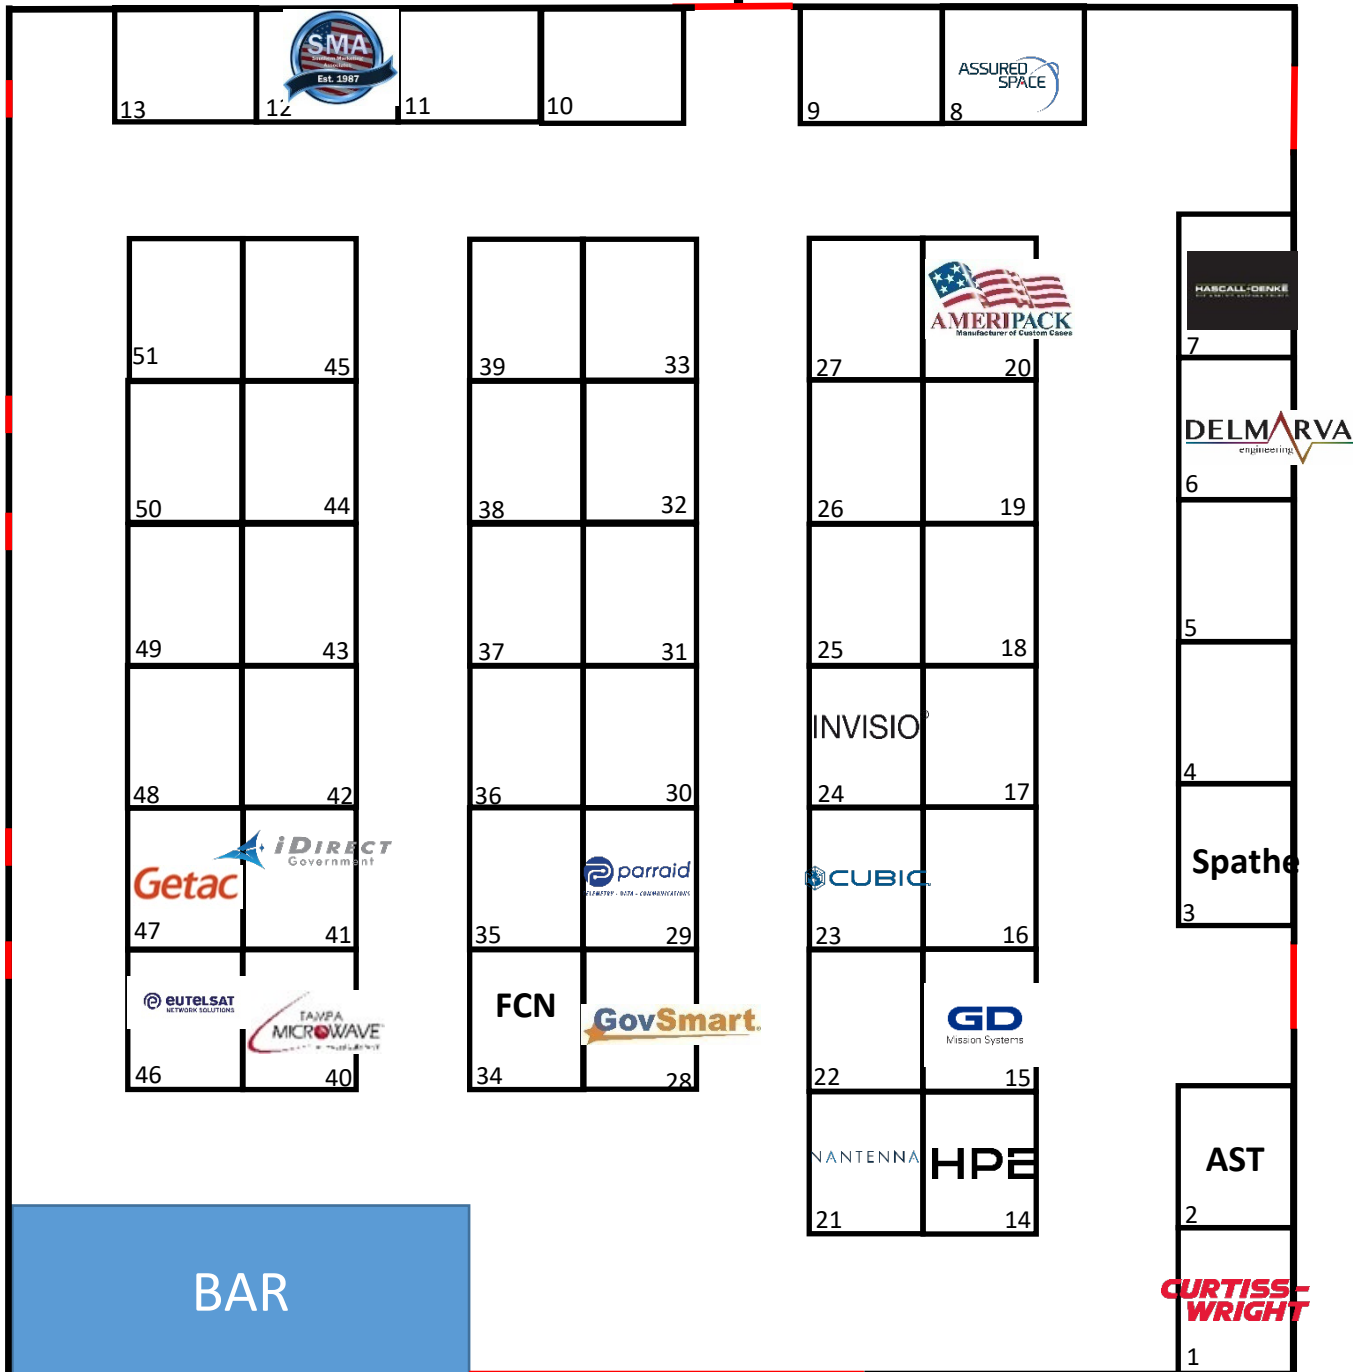 SMA
Est. 1987
ASSURED
SPACE
13
12
11
10
9
8
HASCALL-DENKE
7
AMERIPACK
Manufacturer of Custom Cases
51
45
39
33
27
20
DELMARVA
engineering
6
50
44
38
32
26
19
5
49
43
37
31
25
18
INVISIO
4
48
42
36
30
24
17
iDIRECT
Government
Getac
parraid
TELEMETRY - DATA - COMMUNICATIONS
CUBIC
Spathe
3
47
41
35
29
23
16
EUTELSAT
NETWORK SOLUTIONS
TAMPA
MICROWAVE
FCN
GovSmart.
GD
Mission Systems
46
40
34
28
22
15
NANTENNA
HPE
AST
2
21
14
BAR
CURTISS-
WRIGHT
1